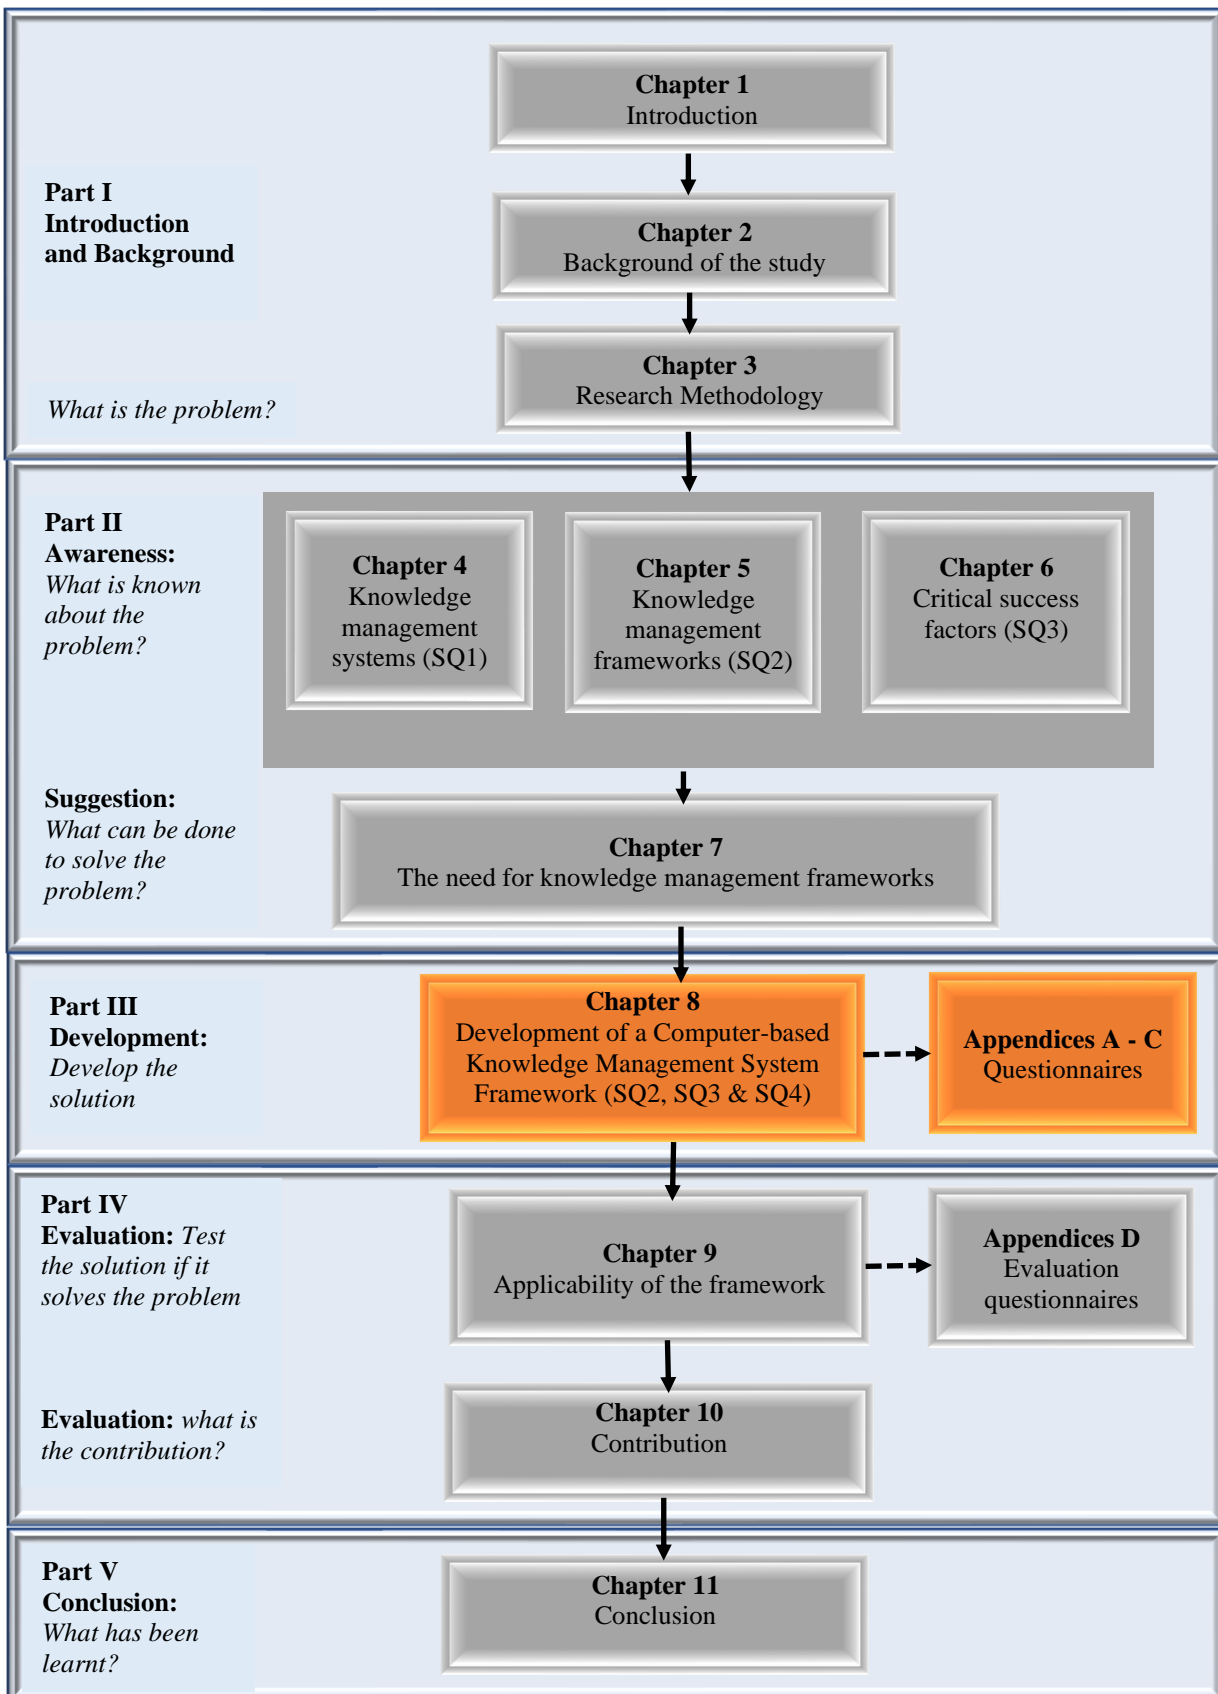 Chapter 1
Introduction
Part I
Introduction
and Background
Chapter 2
Background of the study
Chapter 3
Research Methodology
What is the problem?
Part II
Awareness:
What is known
about the
problem?
Chapter 4
Knowledge
management
systems (SQ1)
Chapter 5
Knowledge
management
frameworks (SQ2)
Chapter 6
Critical success
factors (SQ3)
Suggestion:
What can be done
to solve the
problem?
Chapter 7
The need for knowledge management frameworks
Part III
Development:
Develop the
solution
Chapter 8
Development of a Computer-based
Knowledge Management System
Framework (SQ2, SQ3 & SQ4)
Appendices A - C
Questionnaires
Part IV
Evaluation: Test
the solution if it
solves the problem
Chapter 9
Applicability of the framework
Appendices D
Evaluation
questionnaires
Evaluation: what is
the contribution?
Chapter 10
Contribution
Part V
Conclusion:
What has been
learnt?
Chapter 11
Conclusion